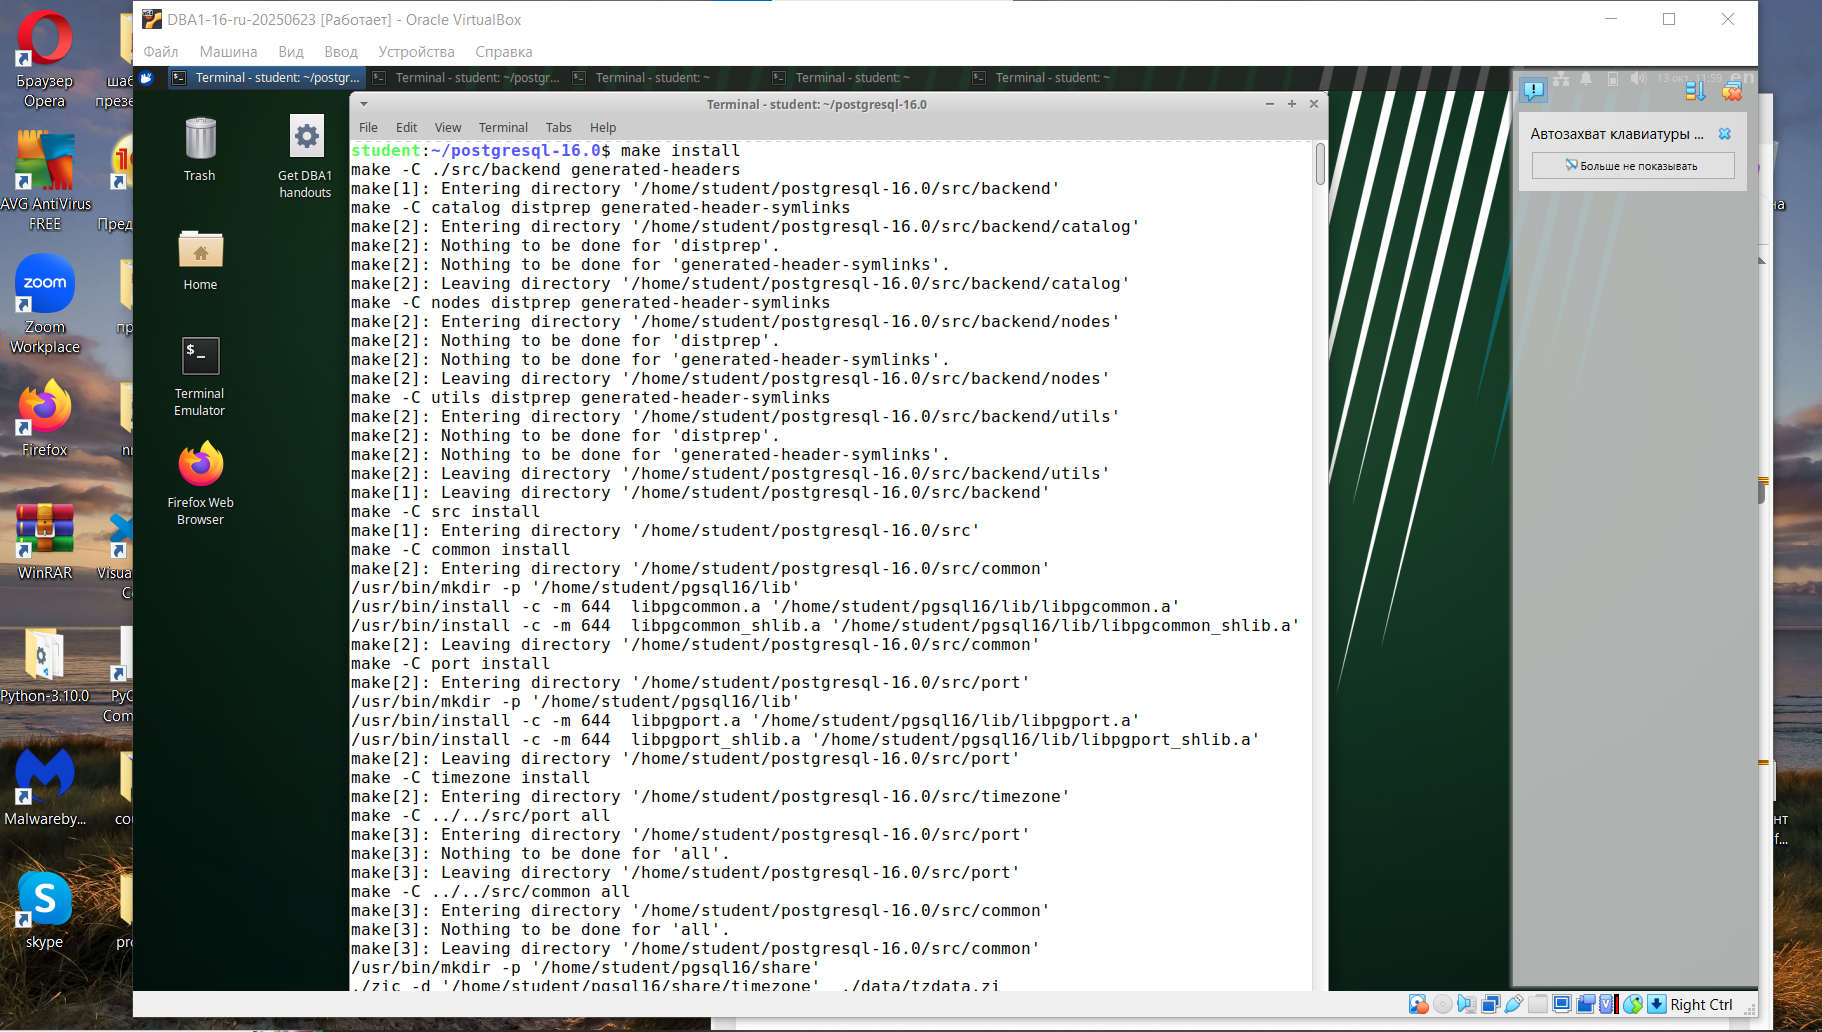 DBA1-16-ru-20250623 [Работает] - Oracle VirtualBox
Файл Машина Вид Ввод Устройства Справка
Terminal - student: ~/postgr...
Terminal - student: ~/postgr...
Terminal - student: ~
Terminal - student: ~
Terminal - student: ~
13 окт, 11:59 en
Terminal - student: ~/postgresql-16.0
File Edit View Terminal Tabs Help
student:~/postgresql-16.0$ make install
make -C ./src/backend generated-headers
make[1]: Entering directory '/home/student/postgresql-16.0/src/backend'
make -C catalog distprep generated-header-symlinks
make[2]: Entering directory '/home/student/postgresql-16.0/src/backend/catalog'
make[2]: Nothing to be done for 'distprep'.
make[2]: Nothing to be done for 'generated-header-symlinks'.
make[2]: Leaving directory '/home/student/postgresql-16.0/src/backend/catalog'
make -C nodes distprep generated-header-symlinks
make[2]: Entering directory '/home/student/postgresql-16.0/src/backend/nodes'
make[2]: Nothing to be done for 'distprep'.
make[2]: Nothing to be done for 'generated-header-symlinks'.
make[2]: Leaving directory '/home/student/postgresql-16.0/src/backend/nodes'
make -C utils distprep generated-header-symlinks
make[2]: Entering directory '/home/student/postgresql-16.0/src/backend/utils'
make[2]: Nothing to be done for 'distprep'.
make[2]: Nothing to be done for 'generated-header-symlinks'.
make[2]: Leaving directory '/home/student/postgresql-16.0/src/backend/utils'
make[1]: Leaving directory '/home/student/postgresql-16.0/src/backend'
make -C src install
make[1]: Entering directory '/home/student/postgresql-16.0/src'
make -C common install
make[2]: Entering directory '/home/student/postgresql-16.0/src/common'
/usr/bin/mkdir -p '/home/student/pgsql16/lib'
/usr/bin/install -c -m 644  libpgcommon.a '/home/student/pgsql16/lib/libpgcommon.a'
/usr/bin/install -c -m 644  libpgcommon_shlib.a '/home/student/pgsql16/lib/libpgcommon_shlib.a'
make[2]: Leaving directory '/home/student/postgresql-16.0/src/common'
make -C port install
make[2]: Entering directory '/home/student/postgresql-16.0/src/port'
/usr/bin/mkdir -p '/home/student/pgsql16/lib'
/usr/bin/install -c -m 644  libpgport.a '/home/student/pgsql16/lib/libpgport.a'
/usr/bin/install -c -m 644  libpgport_shlib.a '/home/student/pgsql16/lib/libpgport_shlib.a'
make[2]: Leaving directory '/home/student/postgresql-16.0/src/port'
make -C timezone install
make[2]: Entering directory '/home/student/postgresql-16.0/src/timezone'
make -C ../../src/port all
make[3]: Entering directory '/home/student/postgresql-16.0/src/port'
make[3]: Nothing to be done for 'all'.
make[3]: Leaving directory '/home/student/postgresql-16.0/src/port'
make -C ../../src/common all
make[3]: Entering directory '/home/student/postgresql-16.0/src/common'
make[3]: Nothing to be done for 'all'.
make[3]: Leaving directory '/home/student/postgresql-16.0/src/common'
/usr/bin/mkdir -p '/home/student/pgsql16/share'
./zic -d '/home/student/pgsql16/share/timezone'  ./data/tzdata.zi
Автозахват клавиатуры ...
Больше не показывать
Trash
Get DBA1
handouts
Home
Terminal
Emulator
Firefox Web
Browser
Браузер
Opera
AVG AntiVirus
FREE
zoom
Zoom
Workplace
Firefox
WinRAR
Python-3.10.0
Malwareby...
S
skype
шаб
презе
Пред
Visua
Co
PyC
Com
cou
pro
Right Ctrl